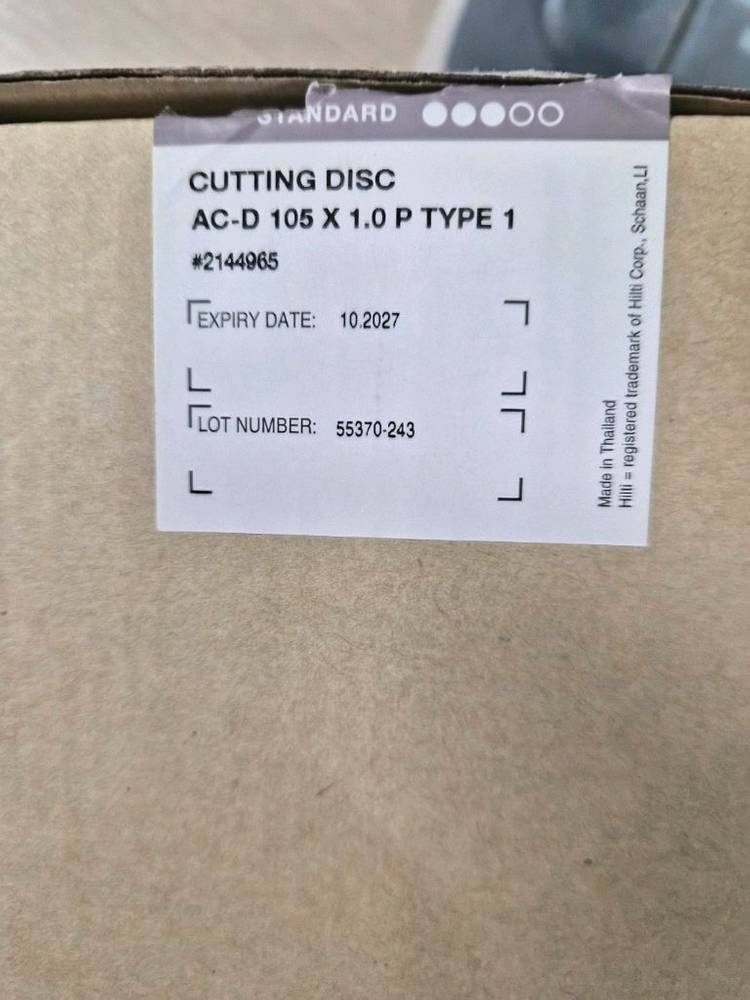 STANDARD
CUTTING DISC
AC-D 105 X 1.0 P TYPE 1
#2144965
EXPIRY DATE: 10.2027
LOT NUMBER: 55370-243
Made in Thailand
Hilti = registered trademark of Hilti Corp., Schaan,LI